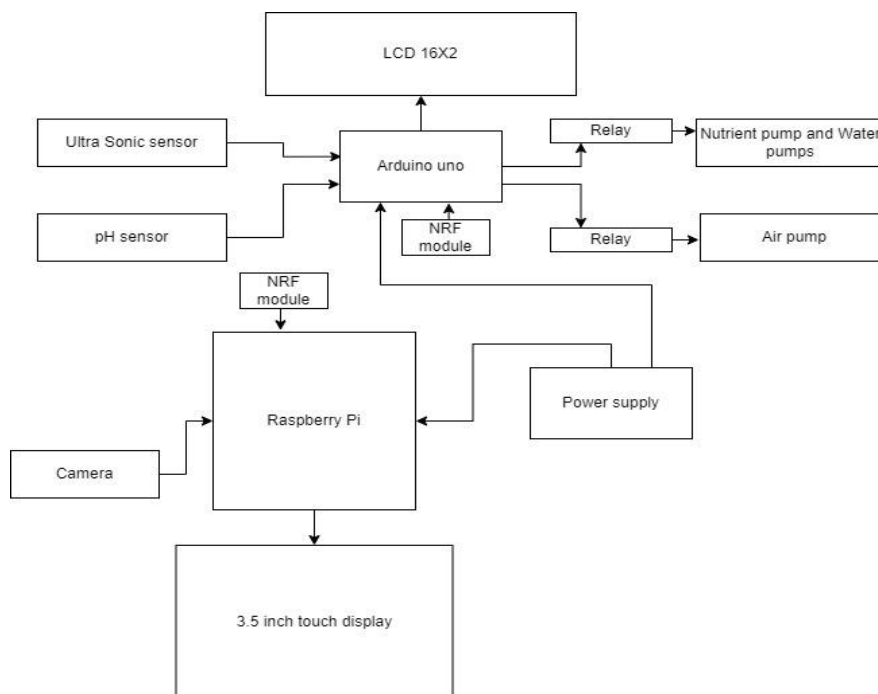 LCD 16X2
Ultra Sonic sensor
Arduino uno
Relay
Nutrient pump and Water
pumps
pH sensor
NRF
module
Relay
Air pump
NRF
module
Raspberry Pi
Power supply
Camera
3.5 inch touch display